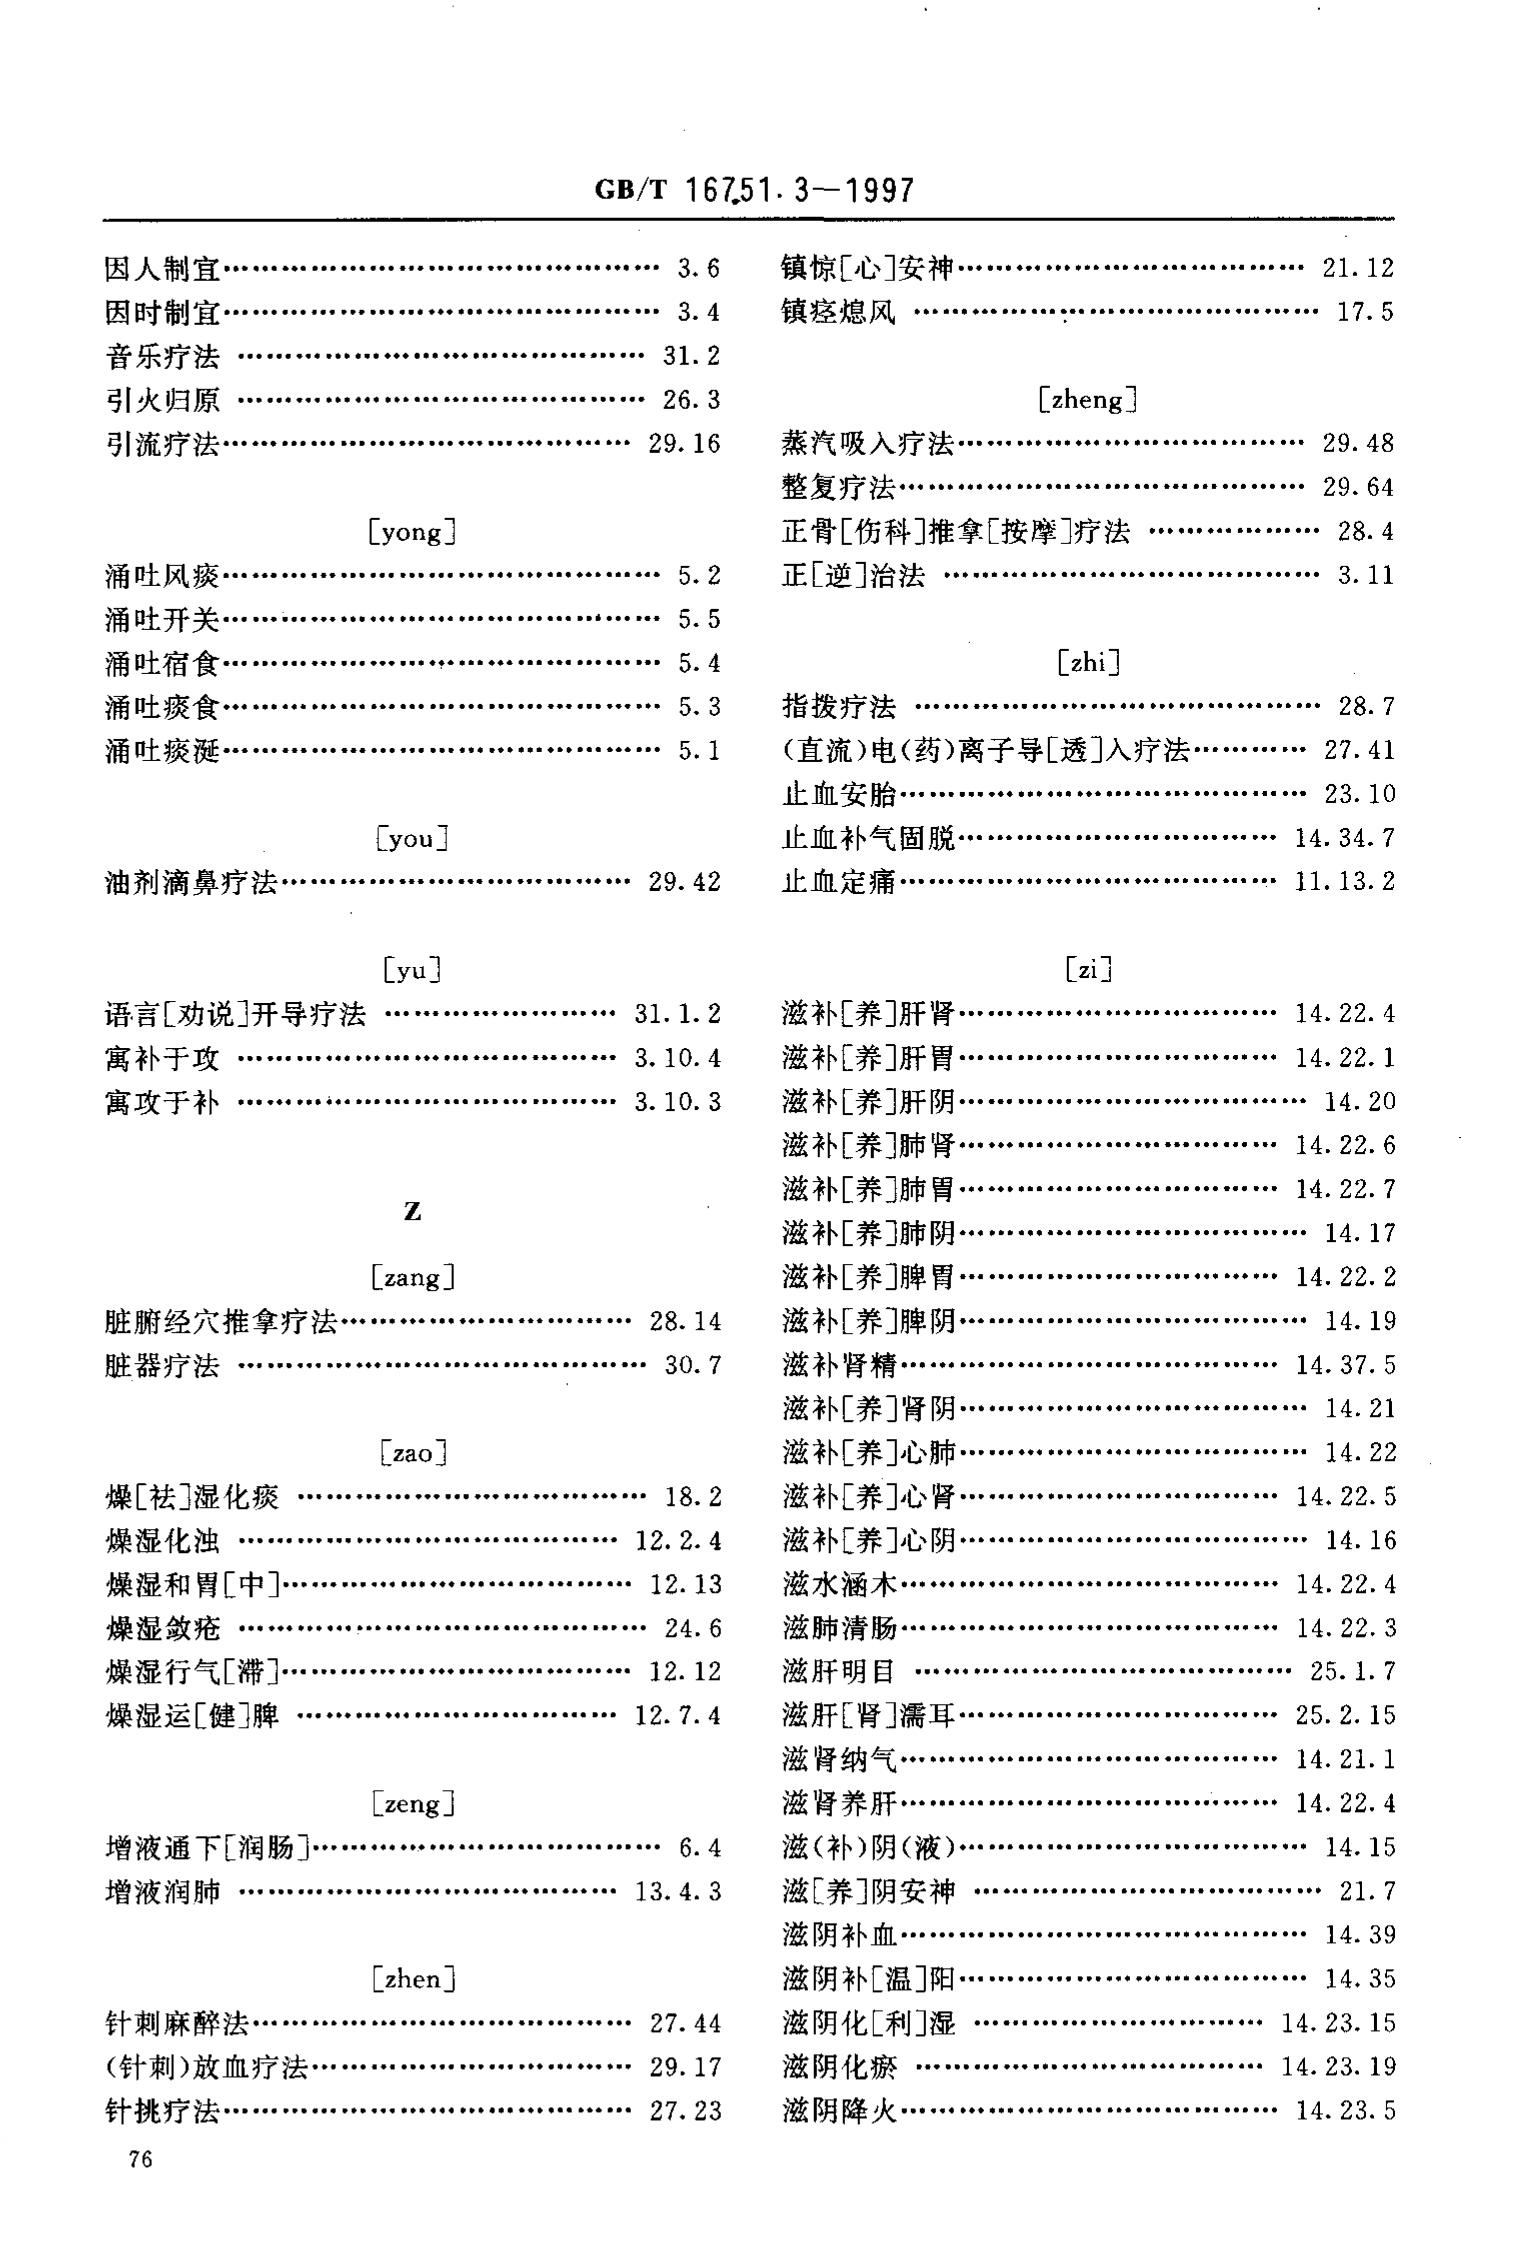 GB/T 16751.3—1997
因人制宜…………………………………… 3.6
因时制宜…………………………………… 3.4
音乐疗法 ………………………………… 31.2
引火归原 ………………………………… 26.3
引流疗法………………………………… 29.16
[yong]
涌吐风痰…………………………………… 5.2
涌吐开关…………………………………… 5.5
涌吐宿食…………………………………… 5.4
涌吐痰食…………………………………… 5.3
涌吐痰涎…………………………………… 5.1
[you]
油剂滴鼻疗法…………………………… 29.42
[yu]
语言[劝说]开导疗法 ………………… 31.1.2
寓补于攻 ……………………………… 3.10.4
寓攻于补 ……………………………… 3.10.3
Z
[zang]
脏腑经穴推拿疗法……………………… 28.14
脏器疗法 ………………………………… 30.7
[zao]
燥[祛]湿化痰 …………………………… 18.2
燥湿化浊 ……………………………… 12.2.4
燥湿和胃[中]…………………………… 12.13
燥湿敛疮 ………………………………… 24.6
燥湿行气[滞]…………………………… 12.12
燥湿运[健]脾 ………………………… 12.7.4
[zeng]
增液通下[润肠]…………………………… 6.4
增液润肺 ……………………………… 13.4.3
[zhen]
针刺麻醉法……………………………… 27.44
(针刺)放血疗法………………………… 29.17
针挑疗法………………………………… 27.23
镇惊[心]安神…………………………… 21.12
镇痉熄风 ………………………………… 17.5
[zheng]
蒸汽吸入疗法…………………………… 29.48
整复疗法………………………………… 29.64
正骨[伤科]推拿[按摩]疗法 …………… 28.4
正[逆]治法 ……………………………… 3.11
[zhi]
指拨疗法 ………………………………… 28.7
(直流)电(药)离子导[透]入疗法………… 27.41
止血安胎………………………………… 23.10
止血补气固脱………………………… 14.34.7
止血定痛……………………………… 11.13.2
[zi]
滋补[养]肝肾………………………… 14.22.4
滋补[养]肝胃………………………… 14.22.1
滋补[养]肝阴…………………………… 14.20
滋补[养]肺肾………………………… 14.22.6
滋补[养]肺胃………………………… 14.22.7
滋补[养]肺阴…………………………… 14.17
滋补[养]脾胃………………………… 14.22.2
滋补[养]脾阴…………………………… 14.19
滋补肾精……………………………… 14.37.5
滋补[养]肾阴…………………………… 14.21
滋补[养]心肺…………………………… 14.22
滋补[养]心肾………………………… 14.22.5
滋补[养]心阴…………………………… 14.16
滋水涵木……………………………… 14.22.4
滋肺清肠……………………………… 14.22.3
滋肝明目 ……………………………… 25.1.7
滋肝[肾]濡耳………………………… 25.2.15
滋肾纳气……………………………… 14.21.1
滋肾养肝……………………………… 14.22.4
滋(补)阴(液)…………………………… 14.15
滋[养]阴安神 …………………………… 21.7
滋阴补血………………………………… 14.39
滋阴补[温]阳…………………………… 14.35
滋阴化[利]湿 ……………………… 14.23.15
滋阴化瘀 …………………………… 14.23.19
滋阴降火……………………………… 14.23.5
76